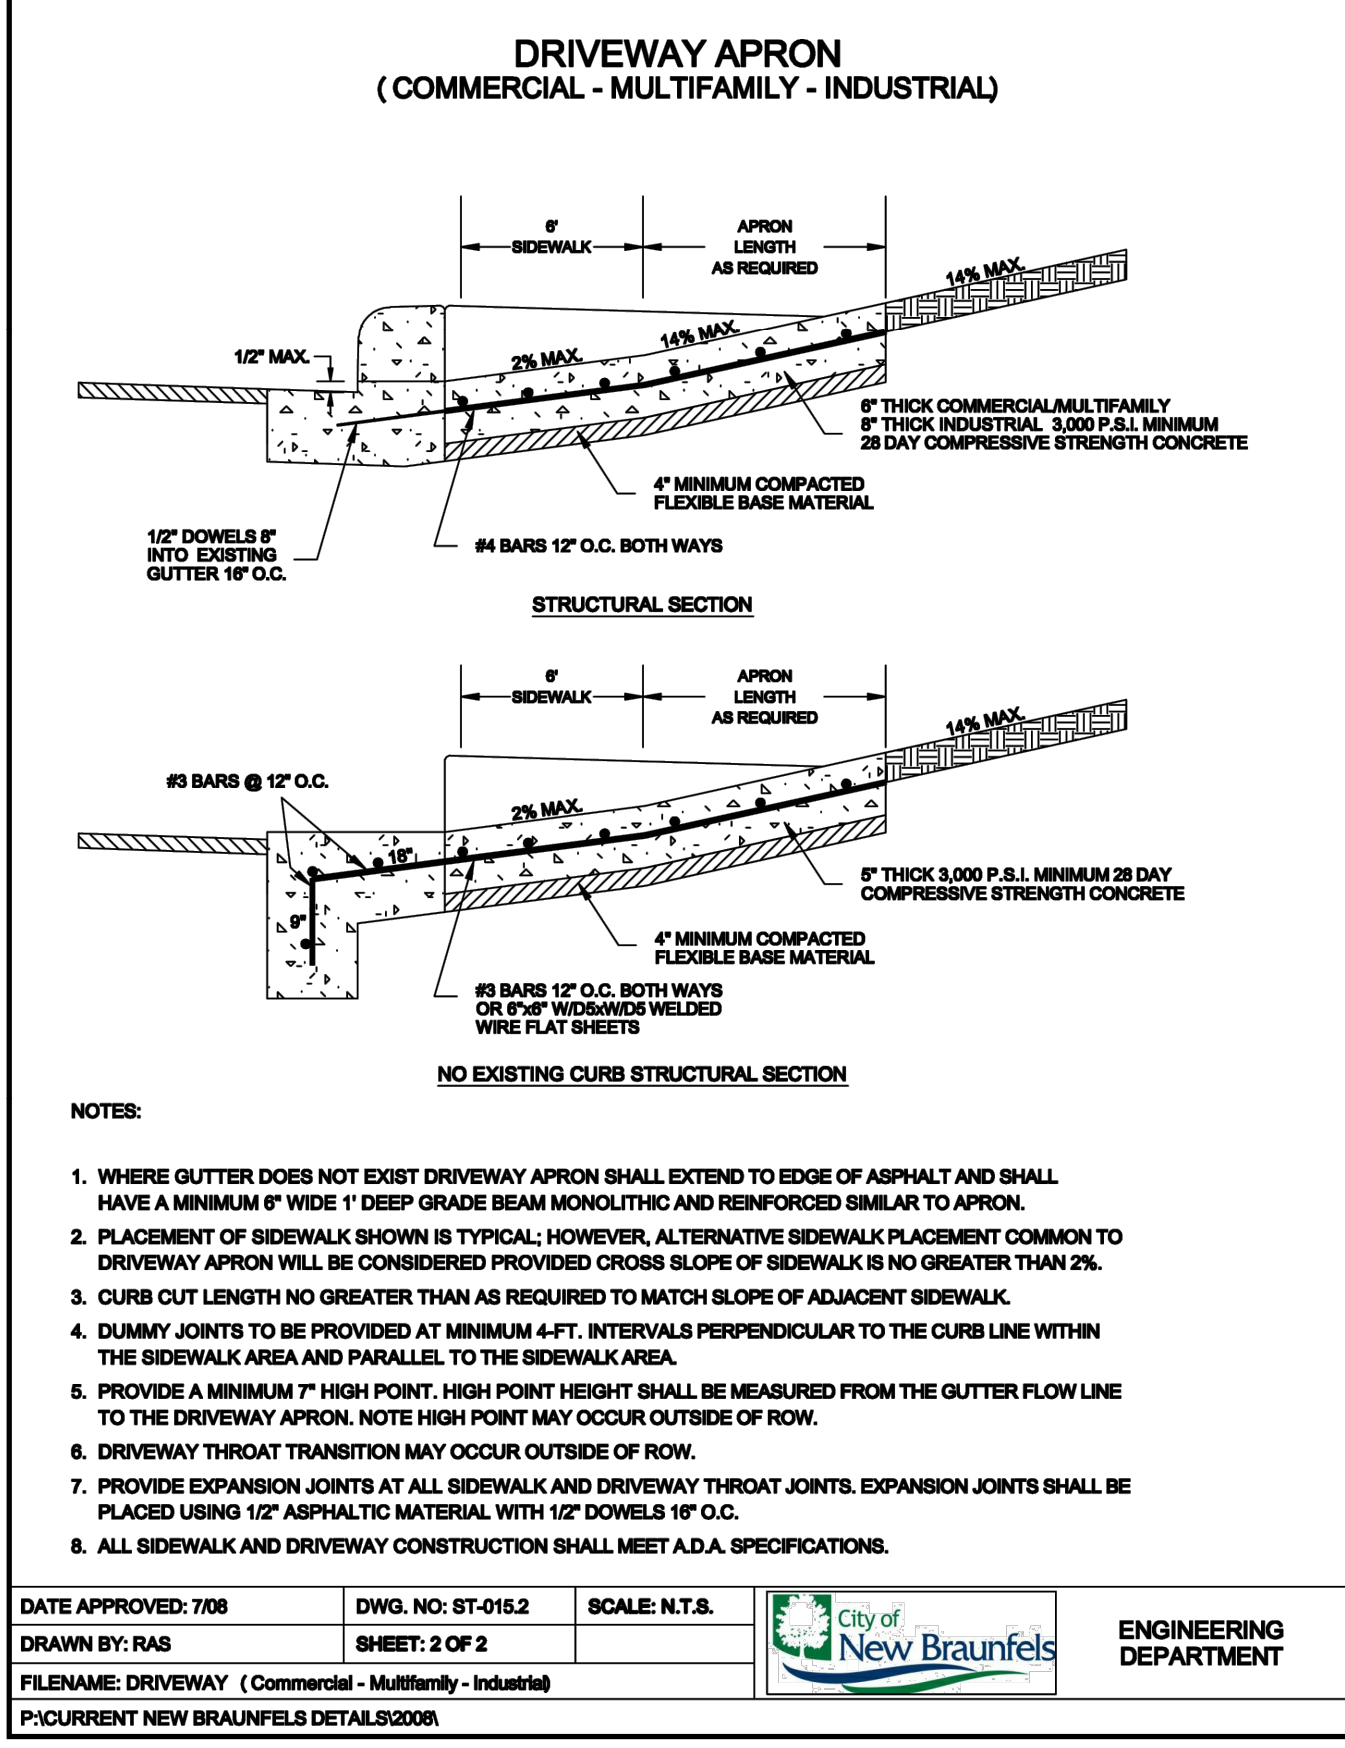 DRIVEWAY APRON
( COMMERCIAL - MULTIFAMILY - INDUSTRIAL)
6'
SIDEWALK
APRON
LENGTH
AS REQUIRED
14% MAX.
14% MAX.
2% MAX.
1/2" MAX.
6" THICK COMMERCIAL/MULTIFAMILY
8" THICK INDUSTRIAL 3,000 P.S.I. MINIMUM
28 DAY COMPRESSIVE STRENGTH CONCRETE
4" MINIMUM COMPACTED
FLEXIBLE BASE MATERIAL
1/2" DOWELS 8"
INTO EXISTING
GUTTER 16" O.C.
#4 BARS 12" O.C. BOTH WAYS
STRUCTURAL SECTION
6'
SIDEWALK
APRON
LENGTH
AS REQUIRED
14% MAX.
#3 BARS @ 12" O.C.
2% MAX.
18"
9"
5" THICK 3,000 P.S.I. MINIMUM 28 DAY
COMPRESSIVE STRENGTH CONCRETE
4" MINIMUM COMPACTED
FLEXIBLE BASE MATERIAL
#3 BARS 12" O.C. BOTH WAYS
OR 6"x6" W/D5xW/D5 WELDED
WIRE FLAT SHEETS
NO EXISTING CURB STRUCTURAL SECTION
NOTES:
1. WHERE GUTTER DOES NOT EXIST DRIVEWAY APRON SHALL EXTEND TO EDGE OF ASPHALT AND SHALL
HAVE A MINIMUM 6" WIDE 1' DEEP GRADE BEAM MONOLITHIC AND REINFORCED SIMILAR TO APRON.
2. PLACEMENT OF SIDEWALK SHOWN IS TYPICAL; HOWEVER, ALTERNATIVE SIDEWALK PLACEMENT COMMON TO
DRIVEWAY APRON WILL BE CONSIDERED PROVIDED CROSS SLOPE OF SIDEWALK IS NO GREATER THAN 2%.
3. CURB CUT LENGTH NO GREATER THAN AS REQUIRED TO MATCH SLOPE OF ADJACENT SIDEWALK.
4. DUMMY JOINTS TO BE PROVIDED AT MINIMUM 4-FT. INTERVALS PERPENDICULAR TO THE CURB LINE WITHIN
THE SIDEWALK AREA AND PARALLEL TO THE SIDEWALK AREA.
5. PROVIDE A MINIMUM 7" HIGH POINT. HIGH POINT HEIGHT SHALL BE MEASURED FROM THE GUTTER FLOW LINE
TO THE DRIVEWAY APRON. NOTE HIGH POINT MAY OCCUR OUTSIDE OF ROW.
6. DRIVEWAY THROAT TRANSITION MAY OCCUR OUTSIDE OF ROW.
7. PROVIDE EXPANSION JOINTS AT ALL SIDEWALK AND DRIVEWAY THROAT JOINTS. EXPANSION JOINTS SHALL BE
PLACED USING 1/2" ASPHALTIC MATERIAL WITH 1/2" DOWELS 16" O.C.
8. ALL SIDEWALK AND DRIVEWAY CONSTRUCTION SHALL MEET A.D.A. SPECIFICATIONS.
DATE APPROVED: 7/08
DWG. NO: ST-015.2
SCALE: N.T.S.
DRAWN BY: RAS
SHEET: 2 OF 2
FILENAME: DRIVEWAY ( Commercial - Multifamily - Industrial)
P:\CURRENT NEW BRAUNFELS DETAILS\2008\
City of
New Braunfels
ENGINEERING
DEPARTMENT